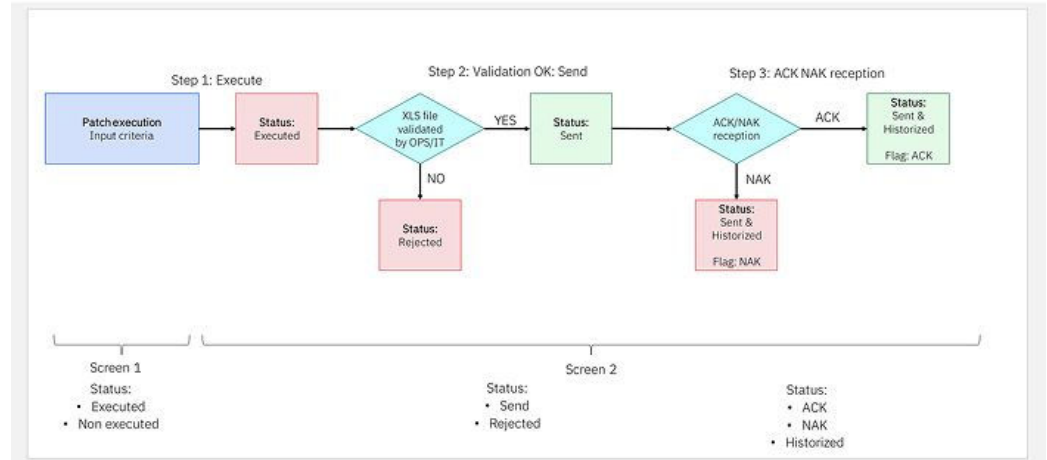 Step 1: Execute
Step 2: Validation OK: Send
Step 3: ACK NAK reception
Patch execution
Input criteria
Status:
Executed
XLS file
validated
by OPS/IT
YES
NO
Status:
Sent
Status:
Rejected
ACK/NAK
reception
ACK
NAK
Status:
Sent &
Historized
Flag: ACK
Status:
Sent &
Historized
Flag: NAK
Screen 1
Status:
• Executed
• Non executed
Screen 2
Status:
• Send
• Rejected
Status:
• ACK
• NAK
• Historized